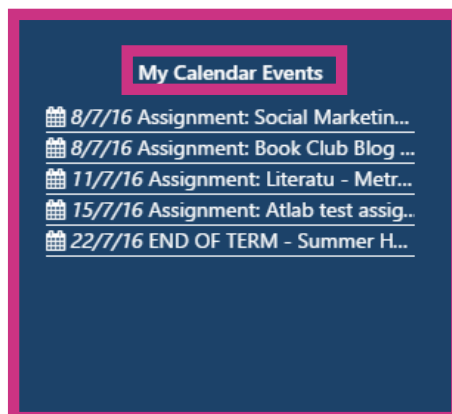 My Calendar Events
8/7/16 Assignment: Social Marketin...
8/7/16 Assignment: Book Club Blog ...
11/7/16 Assignment: Literatu - Metr...
15/7/16 Assignment: Atlab test assig...
22/7/16 END OF TERM - Summer H...